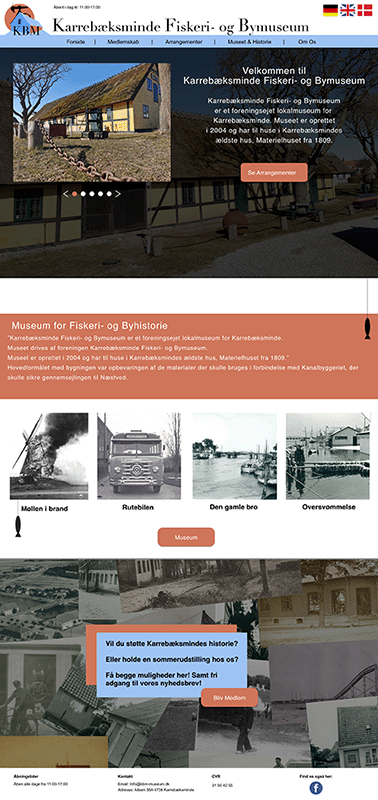 Åbent i dag kl. 11.00-17.00
KBM
Karrebæksminde Fiskeri- og Bymuseum
Forside | Medlemskab | Arrangementer | Museet & Historie | Om Os
Velkommen til
Karrebæksminde Fiskeri- og Bymuseum
Karrebæksminde Fiskeri- og Bymuseum
er et foreningsejet lokalmuseum for
Karrebæksminde. Museet er oprettet
i 2004 og har til huse i Karrebæksmindes
ældste hus, Materielhuset fra 1809.
Se Arrangementer
Museum for Fiskeri- og Byhistorie
"Karrebæksminde Fiskeri- og Bymuseum er et foreningsejet lokalmuseum for Karrebæksminde.
Museet drives af foreningen Karrebæksminde Fiskeri- og Bymuseum.
Museet er oprettet i 2004 og har til huse i Karrebæksmindes ældste hus, Materielhuset fra 1809."
Hovedformålet med bygningen var opbevaringen af de materialer der skulle bruges i forbindelse med Kanalbyggeriet, der
skulle sikre gennemsejlingen til Næstved.
Møllen i brand
Rutebilen
Den gamle bro
Oversvømmelse
Museum
Vil du støtte Karrebæksmindes historie?
Eller holde en sommerudstilling hos os?
Få begge muligheder her! Samt fri
adgang til vores nyhedsbrev!
Bliv Medlem
Åbningstider
Åben alle dage fra 11.00-17.00
Kontakt
Email: info@kbm-museum.dk
Adresse: Alleen 38A 4736 Karrebæksminde
CVR
31 56 42 55
Find os også her: